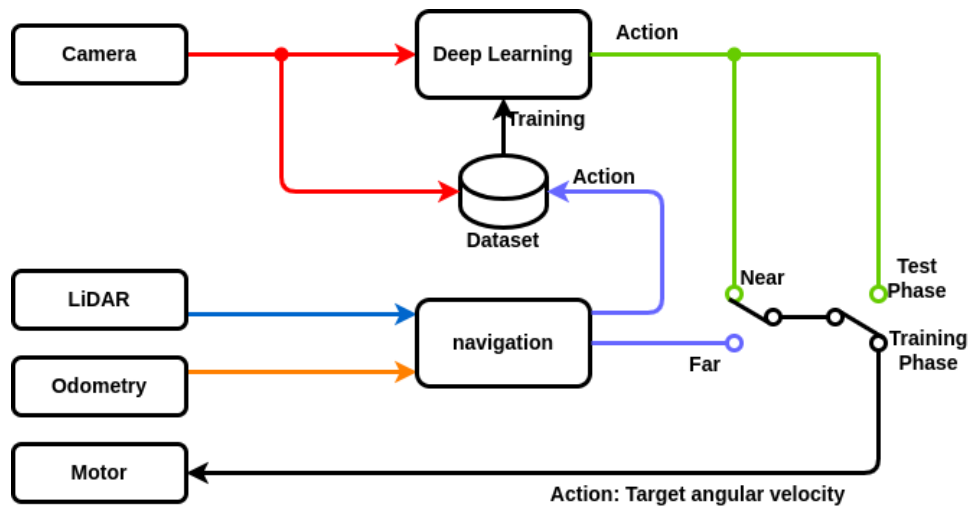 Camera
Deep Learning
Action
Training
Action
Dataset
LiDAR
Near
Test
Phase
navigation
Far
Training
Phase
Odometry
Motor
Action: Target angular velocity